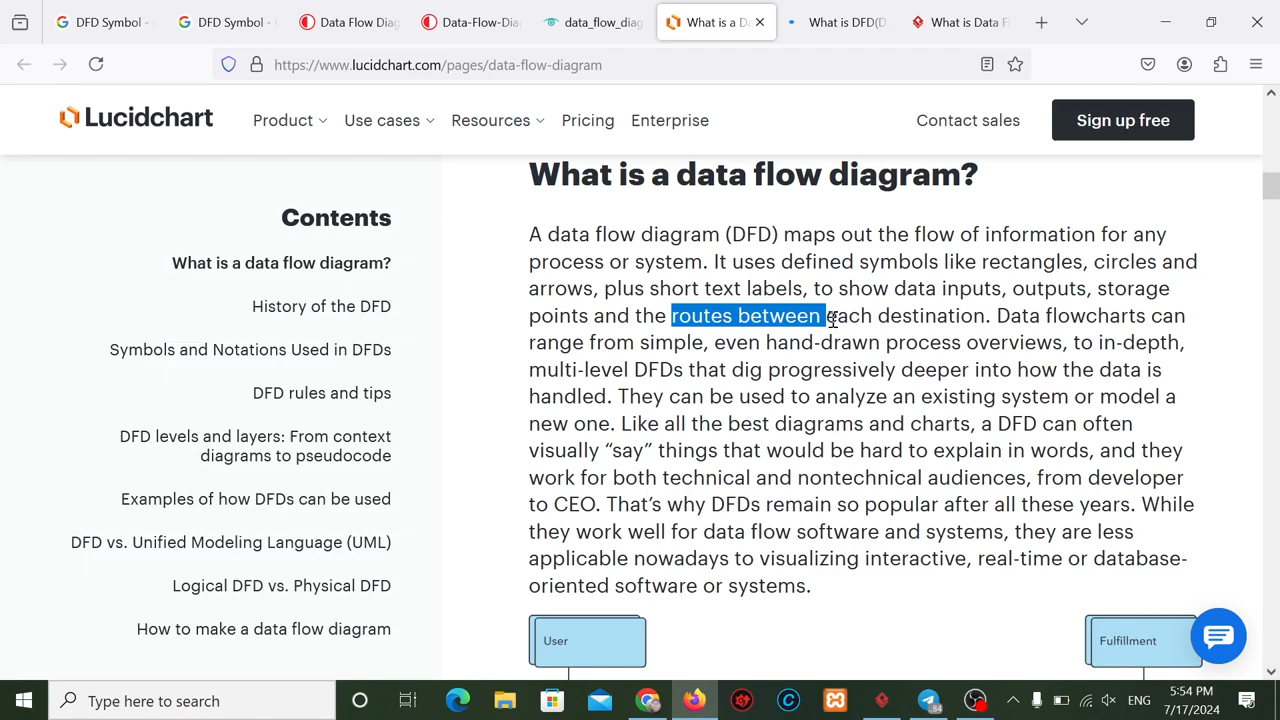 DFD Symbol -
DFD Symbol -
Data Flow Diag
Data-Flow-Dia
data_flow_diag
What is a Da
What is DFD(D
What is Data F
https://www.lucidchart.com/pages/data-flow-diagram
Lucidchart
Product
Use cases
Resources
Pricing
Enterprise
Contact sales
Sign up free
Contents
What is a data flow diagram?
History of the DFD
Symbols and Notations Used in DFDs
DFD rules and tips
DFD levels and layers: From context
diagrams to pseudocode
Examples of how DFDs can be used
DFD vs. Unified Modeling Language (UML)
Logical DFD vs. Physical DFD
How to make a data flow diagram
What is a data flow diagram?
A data flow diagram (DFD) maps out the flow of information for any
process or system. It uses defined symbols like rectangles, circles and
arrows, plus short text labels, to show data inputs, outputs, storage
points and the routes between each destination. Data flowcharts can
range from simple, even hand-drawn process overviews, to in-depth,
multi-level DFDs that dig progressively deeper into how the data is
handled. They can be used to analyze an existing system or model a
new one. Like all the best diagrams and charts, a DFD can often
visually “say” things that would be hard to explain in words, and they
work for both technical and nontechnical audiences, from developer
to CEO. That’s why DFDs remain so popular after all these years. While
they work well for data flow software and systems, they are less
applicable nowadays to visualizing interactive, real-time or database-
oriented software or systems.
User
Fulfillment
Type here to search
ENG
5:54 PM
7/17/2024